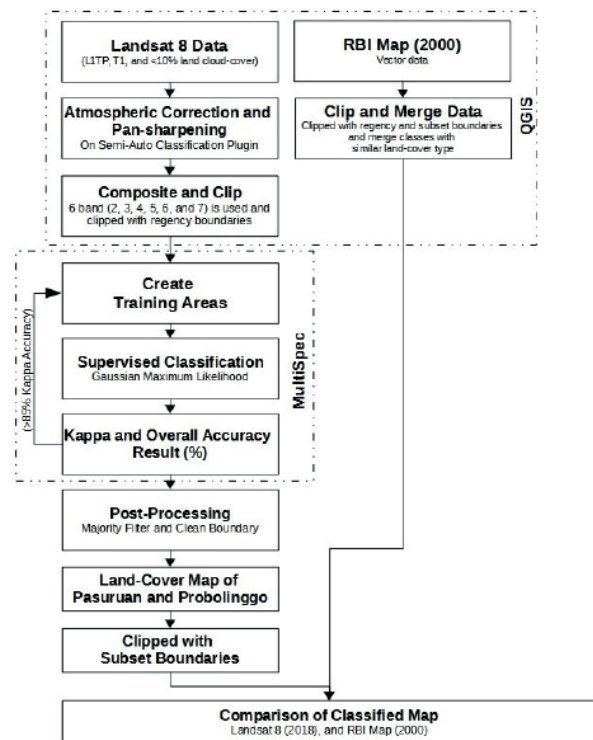 Landsat 8 Data
(L1TP, T1, and <10% land cloud-cover)
RBI Map (2000)
Vector data
Atmospheric Correction and
Pan-sharpening
On Semi-Auto Classification Plugin
Clip and Merge Data
Clipped with regency and subset boundaries
and merge classes with
similar land-cover type
QGIS
Composite and Clip
6 band (2, 3, 4, 5, 6, and 7) is used and
clipped with regency boundaries
Create
Training Areas
Supervised Classification
Gaussian Maximum Likelihood
Kappa and Overall Accuracy
Result (%)
(>85% Kappa Accuracy)
MultiSpec
Post-Processing
Majority Filter and Clean Boundary
Land-Cover Map of
Pasuruan and Probolinggo
Clipped with
Subset Boundaries
Comparison of Classified Map
Landsat 8 (2018), and RBI Map (2000)